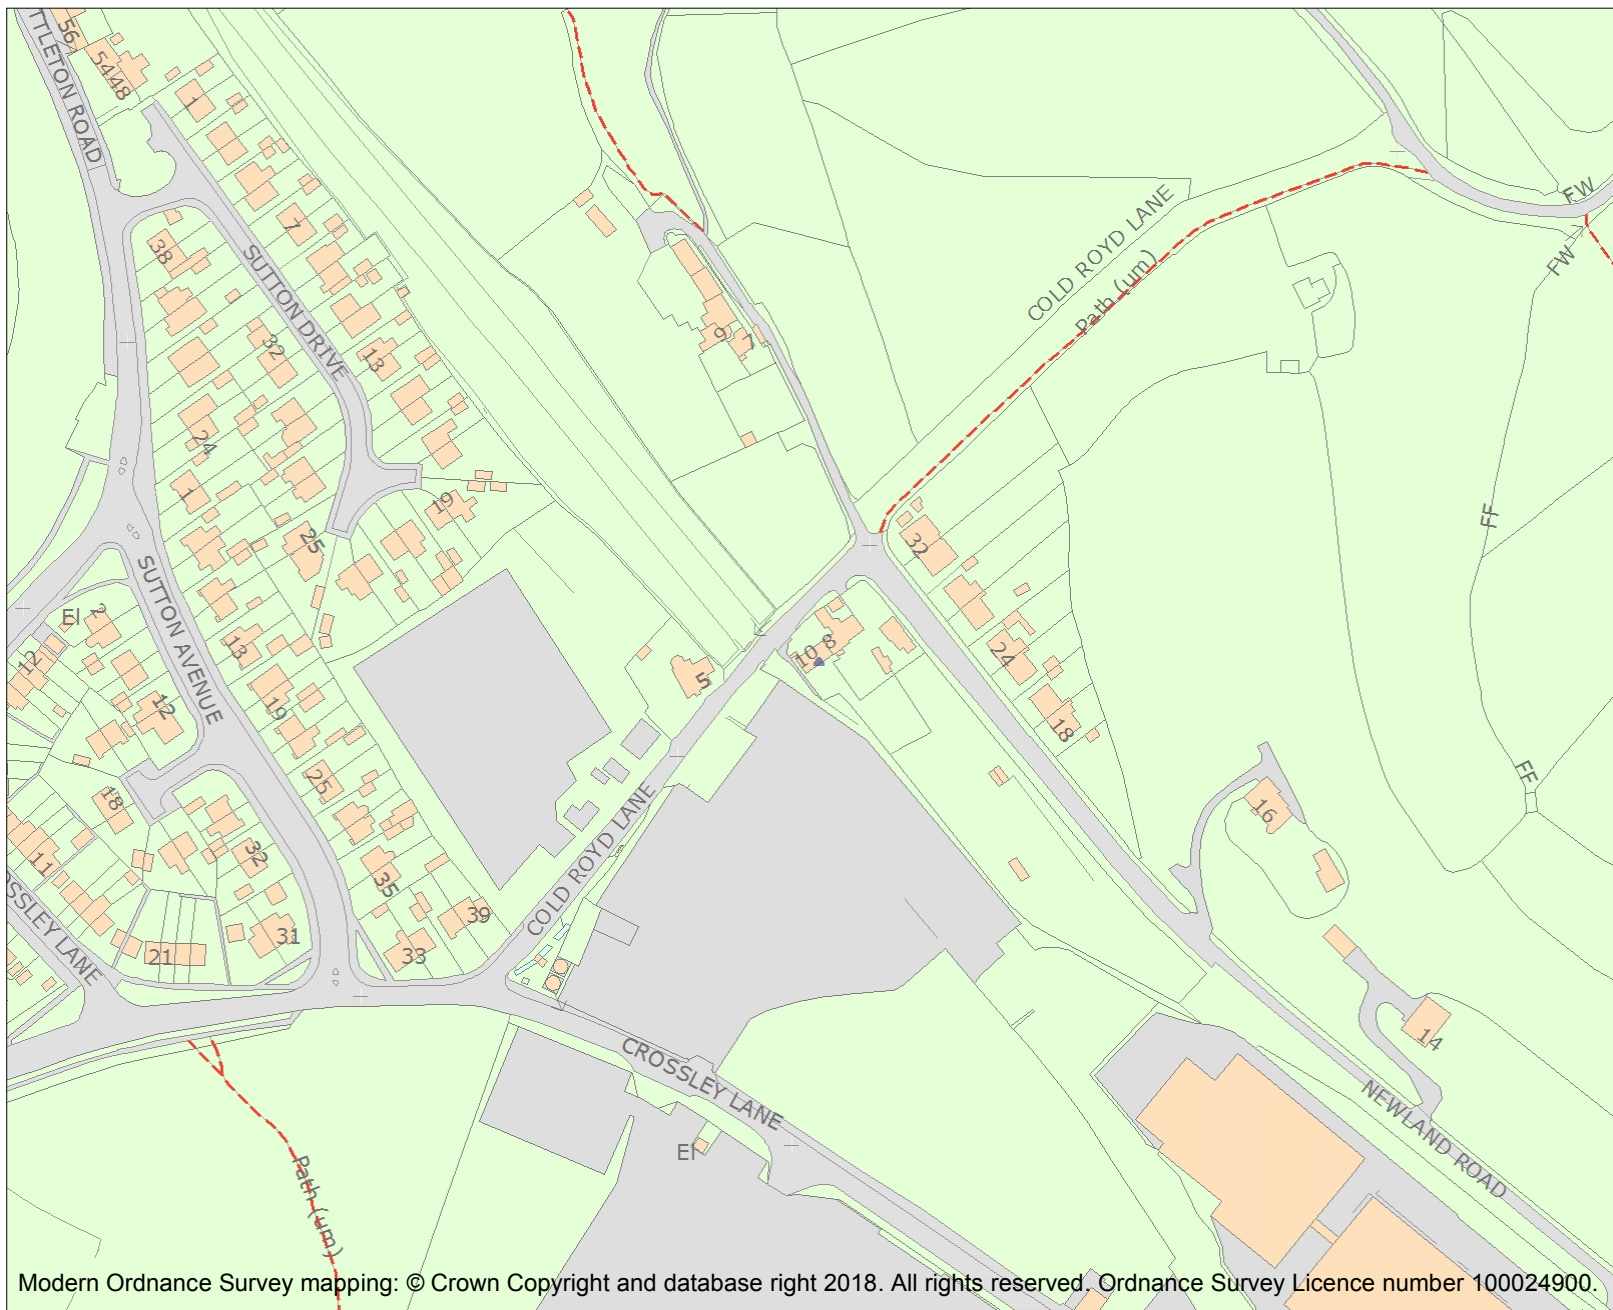 TTLETON ROAD
56
5448
1
7
SUTTON DRIVE
38
32
13
24
1
19
25
9
7
COLD ROYD LANE
Path (um)
FW
FW
FF
FF
32
24
18
16
14
10 8
5
SUTTON AVENUE
El
2
12
12
13
19
25
18
32
35
39
33
31
11
21
OSSLEY LANE
COLD ROYD LANE
CROSSLEY LANE
El
Path (um)
NEWLAND ROAD
Modern Ordnance Survey mapping: © Crown Copyright and database right 2018. All rights reserved. Ordnance Survey Licence number 100024900.